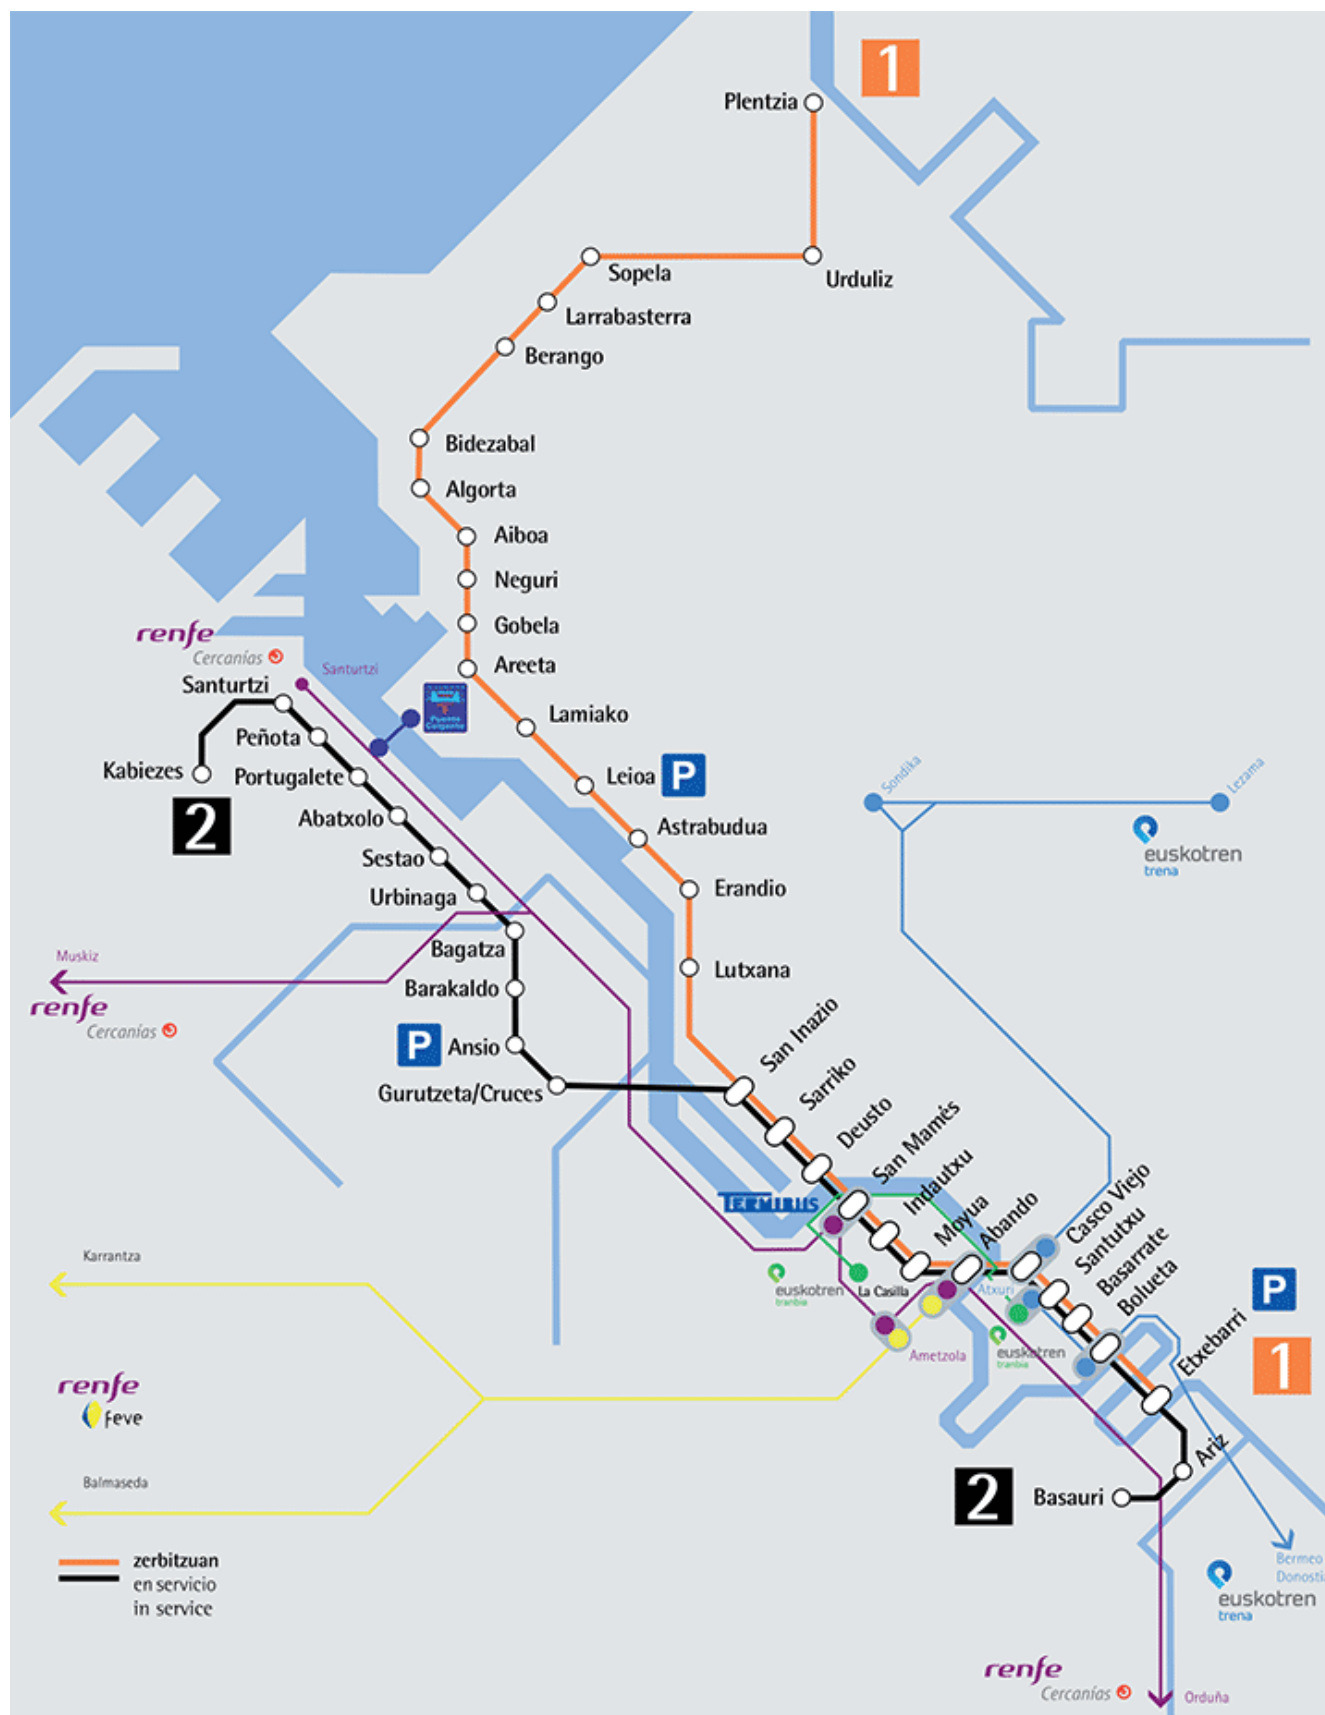 1
Plentzia
Sopela
Urduliz
Larrabasterra
Berango
Bidezabal
Algorta
Aiboa
Neguri
Gobela
Areeta
renfe
Cercanías
Santurtzi
Santurtzi
Puente
Colgante
Lamiako
Peñota
Kabiezes
Portugalete
Leioa
P
Sondika
Lezama
2
Abatxolo
Astrabudua
euskotren
trena
Sestao
Urbinaga
Erandio
Bagatza
Muskiz
Lutxana
Barakaldo
renfe
Cercanías
P
Ansio
San Inazio
Gurutzeta/Cruces
Sarriko
Deusto
San Mamés
Indautxu
Moyua
Abando
Casco Viejo
Santutxu
Basarrate
Bolueta
Etxebarri
TERMIBUS
Karrantza
euskotren
tranbia
La Casilla
Atxuri
P
euskotren
tranbia
Ametzola
1
renfe
feve
Ariz
Balmaseda
2
Basauri
zerbitzuan
en servicio
in service
Bermeo
Donosti
euskotren
trena
renfe
Cercanías
Orduña